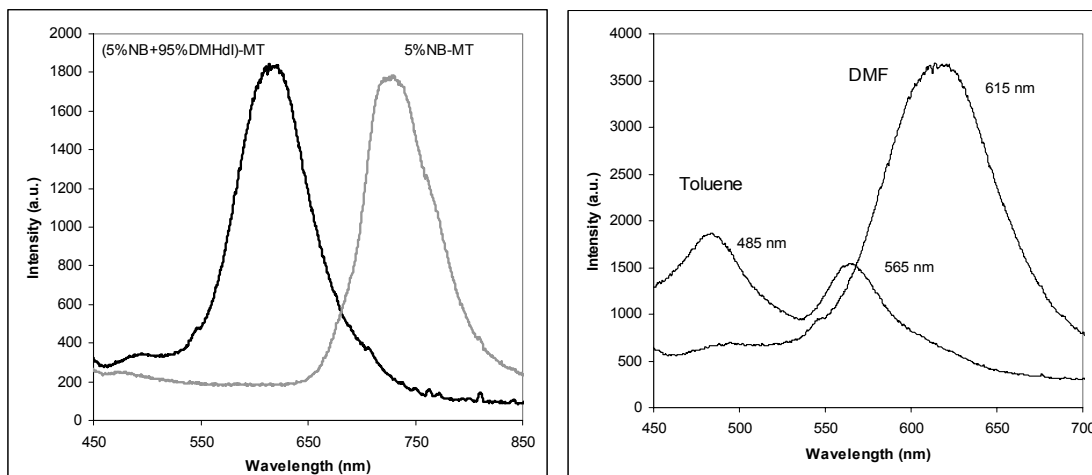 (5%NB+95%DMHdI)-MT
5%NB-MT
Intensity (a.u.)
2000
1800
1600
1400
1200
1000
800
600
400
200
0
450 550 650 750 850
Wavelength (nm)
DMF
615 nm
Toluene
485 nm
565 nm
Intensity (a.u.)
4000
3500
3000
2500
2000
1500
1000
500
0
450 500 550 600 650 700
Wavelength (nm)